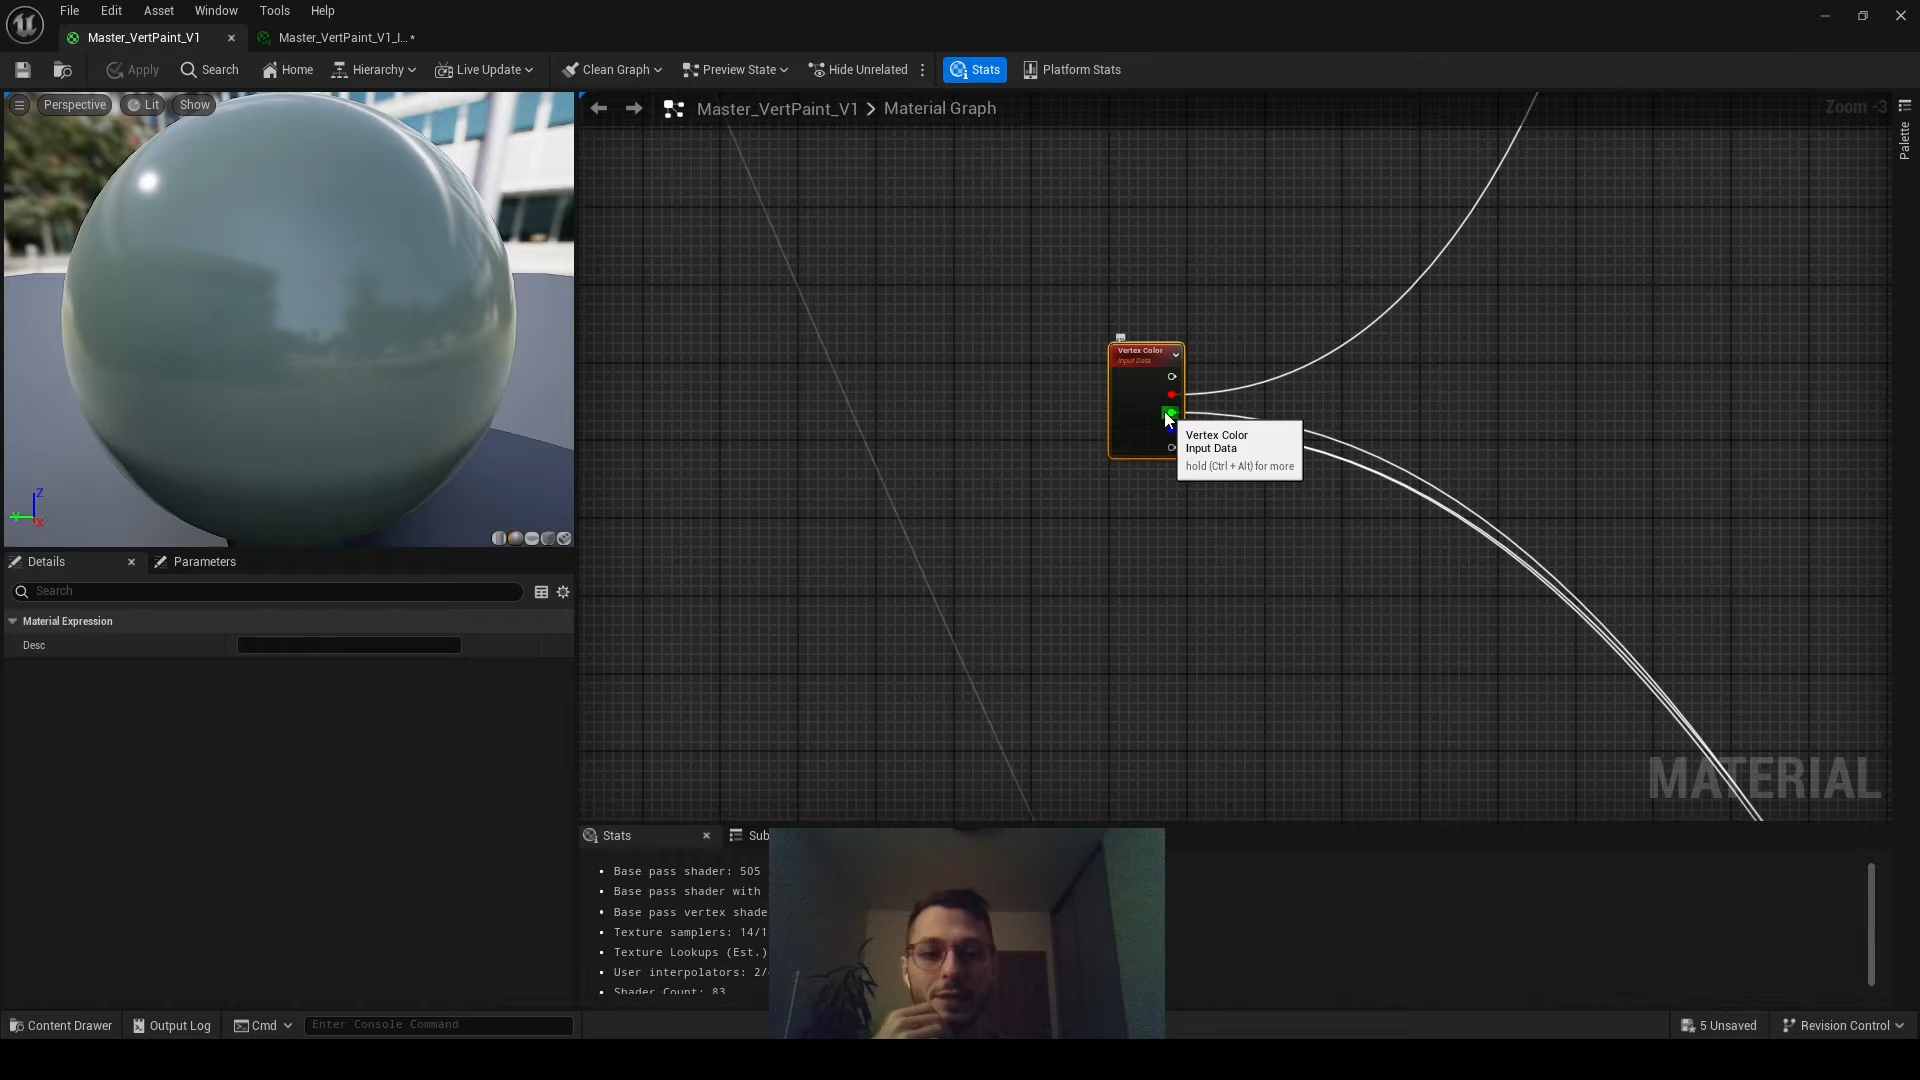 File Edit Asset Window Tools Help
Master_VertPaint_V1
Master_VertPaint_V1_I... •
Apply Search Home Hierarchy Live Update Clean Graph Preview State Hide Unrelated Stats Platform Stats
Perspective Lit Show
Master_VertPaint_V1 > Material Graph
Zoom -3
Palette
Vertex Color
Input Data
Vertex Color
Input Data
hold (Ctrl + Alt) for more
Z
Y
X
MATERIAL
Details Parameters
Search
Material Expression
Desc
Stats
Sub
Base pass shader: 505
Base pass shader with
Base pass vertex shade
Texture samplers: 14/1
Texture Lookups (Est.)
User interpolators: 2/
Shader Count: 83
Content Drawer Output Log Cmd Enter Console Command 5 Unsaved Revision Control